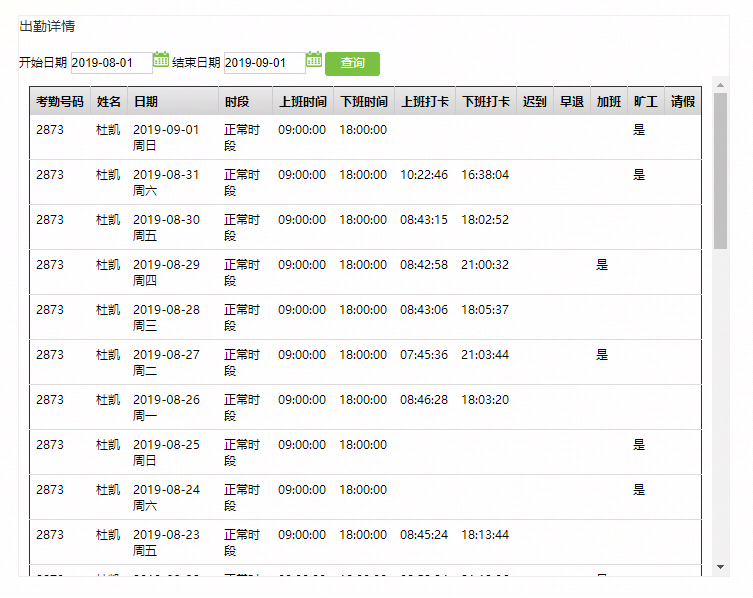 出勤详情
开始日期 2019-08-01 结束日期 2019-09-01 查询
考勤号码 姓名 日期 时段 上班时间 下班时间 上班打卡 下班打卡 迟到 早退 加班 旷工 请假
2873 杜凯 2019-09-01 正常时 09:00:00 18:00:00 是
周日 段
2873 杜凯 2019-08-31 正常时 09:00:00 18:00:00 10:22:46 16:38:04 是
周六 段
2873 杜凯 2019-08-30 正常时 09:00:00 18:00:00 08:43:15 18:02:52
周五 段
2873 杜凯 2019-08-29 正常时 09:00:00 18:00:00 08:42:58 21:00:32 是
周四 段
2873 杜凯 2019-08-28 正常时 09:00:00 18:00:00 08:43:06 18:05:37
周三 段
2873 杜凯 2019-08-27 正常时 09:00:00 18:00:00 07:45:36 21:03:44 是
周二 段
2873 杜凯 2019-08-26 正常时 09:00:00 18:00:00 08:46:28 18:03:20
周一 段
2873 杜凯 2019-08-25 正常时 09:00:00 18:00:00 是
周日 段
2873 杜凯 2019-08-24 正常时 09:00:00 18:00:00 是
周六 段
2873 杜凯 2019-08-23 正常时 09:00:00 18:00:00 08:45:24 18:13:44
周五 段